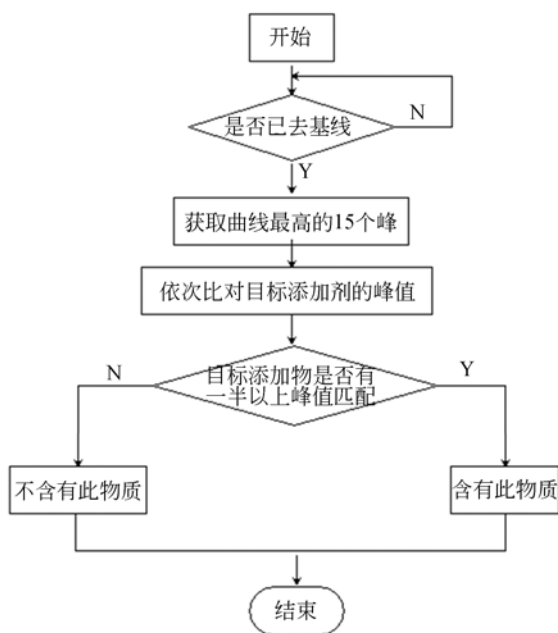 开始
是否已去基线
N
Y
获取曲线最高的15个峰
依次比对目标添加剂的峰值
N
目标添加物是否有
一半以上峰值匹配
Y
不含有此物质
含有此物质
结束